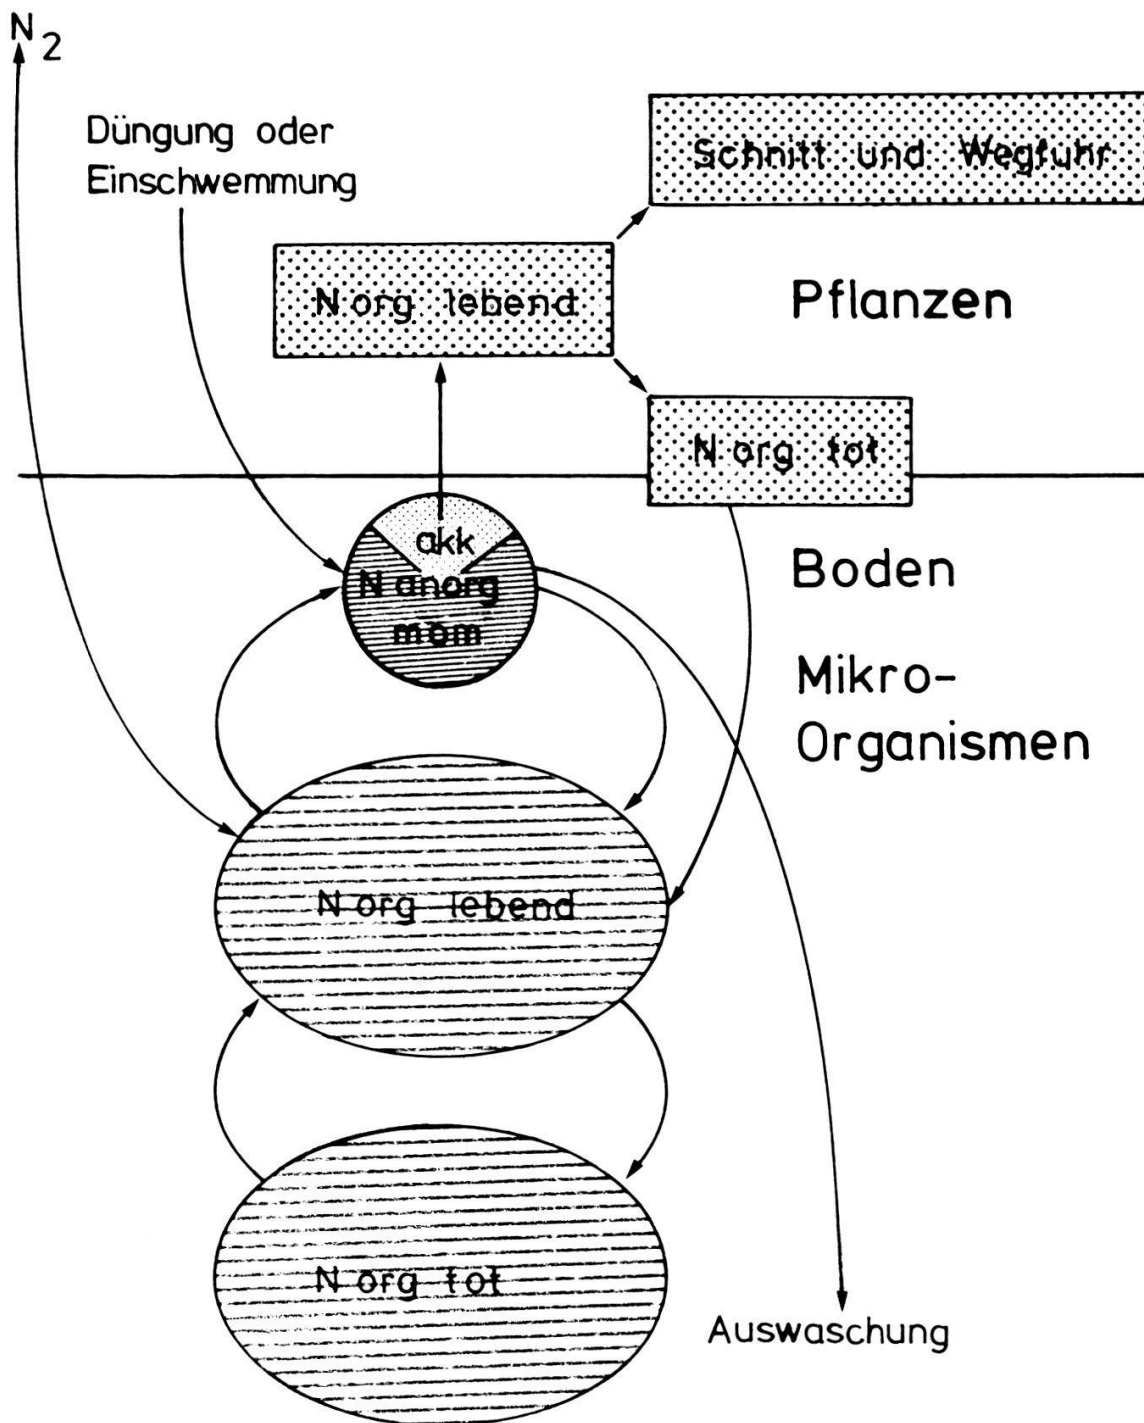 N2
Düngung oder
Einschwemmung
Schnitt und Wegfuhr
N org lebend
Pflanzen
N org tot
akk
N anorg
mom
Boden
Mikro-
Organismen
N org lebend
N org tot
Auswaschung